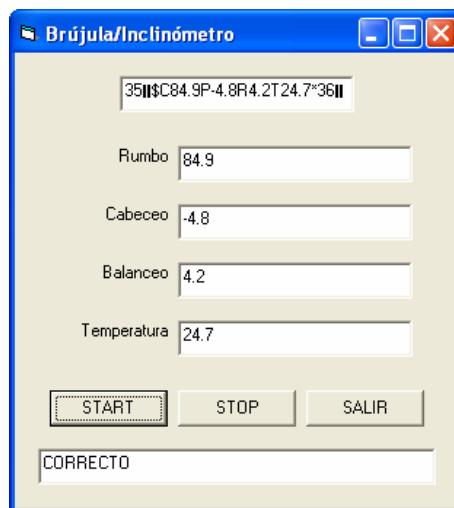 Brújula/Inclinómetro
35||$C84.9P-4.8R4.2T24.7*36||
Rumbo 84.9
Cabeceo -4.8
Balanceo 4.2
Temperatura 24.7
START STOP SALIR
CORRECTO